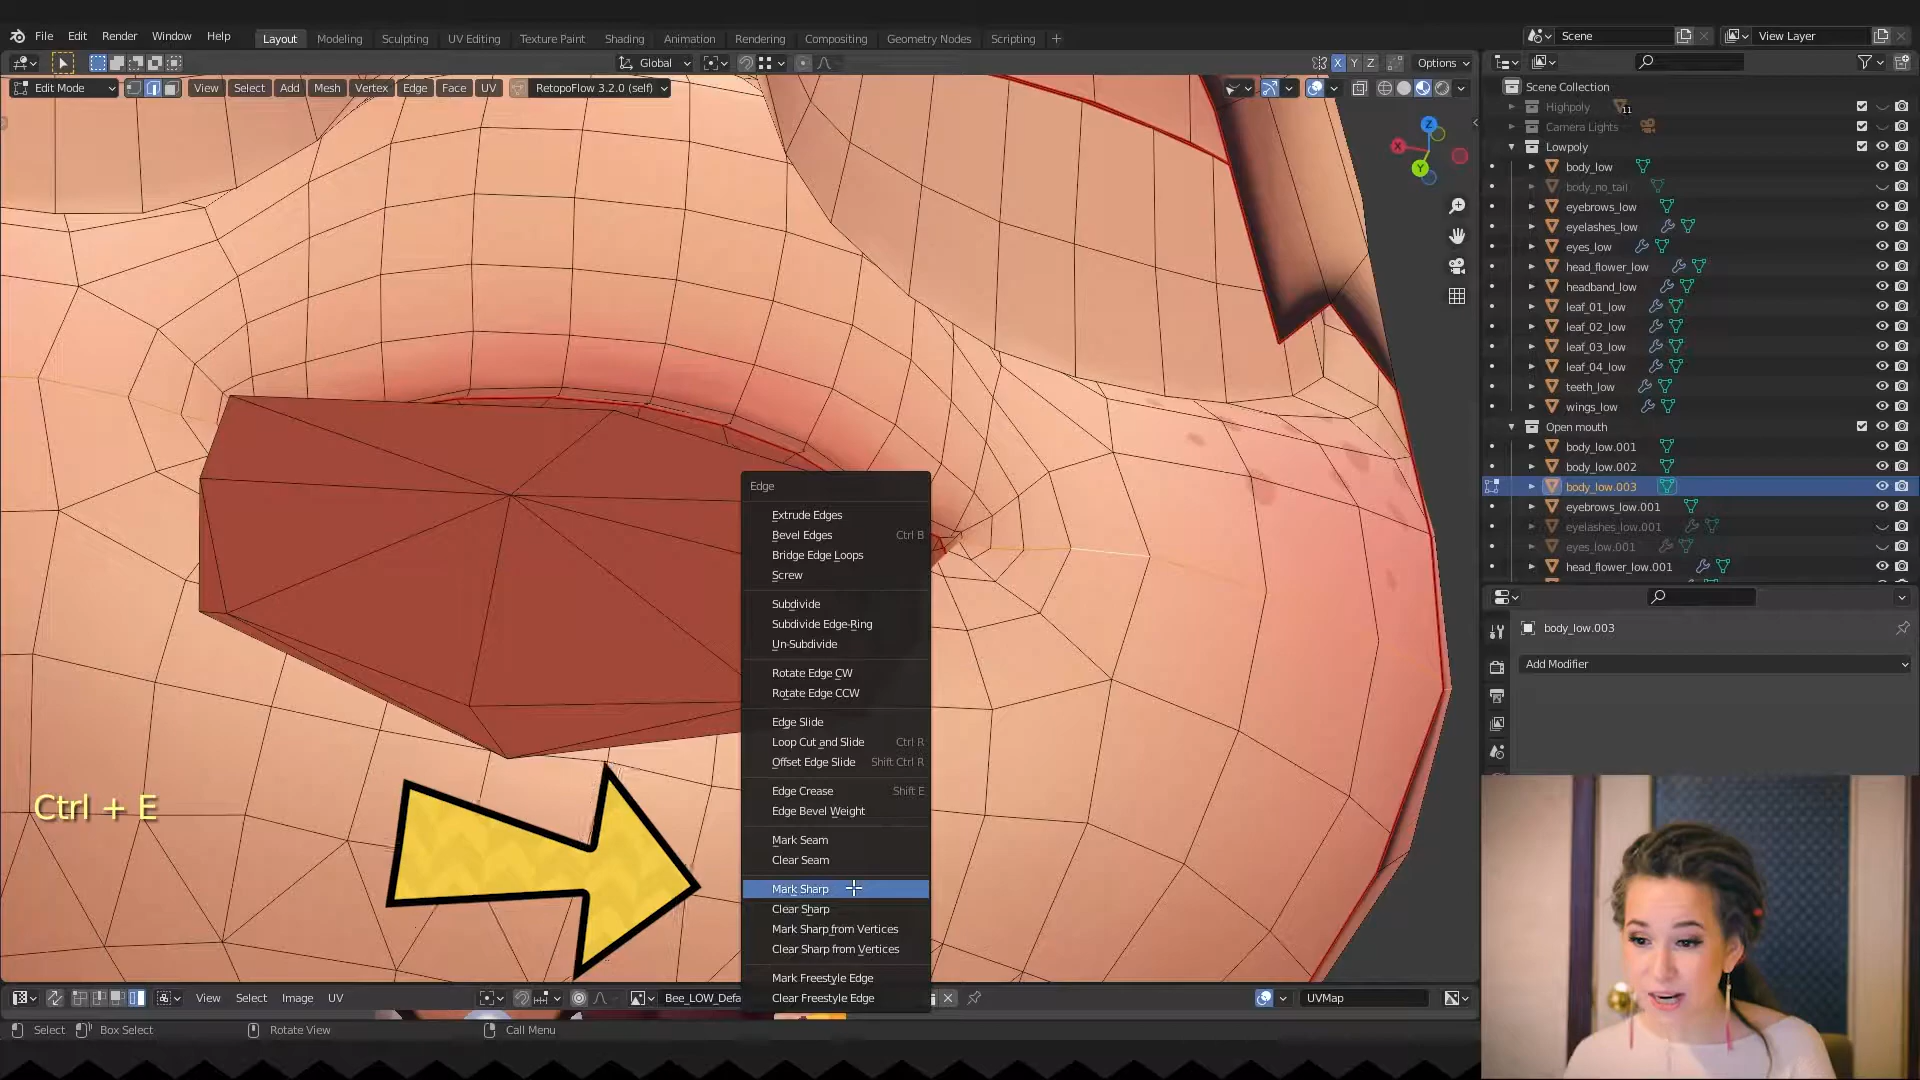 File Edit Render Window Help
Layout Modeling Sculpting UV Editing Texture Paint Shading Animation Rendering Compositing Geometry Nodes Scripting +
Scene
View Layer
Global
X Y Z
Options
Edit Mode
View Select Add Mesh Vertex Edge Face UV
RetopoFlow 3.2.0 (self)
Z
X
Y
Scene Collection
Highpoly 11
Camera Lights
Lowpoly
body_low
body_no_tail
eyebrows_low
eyelashes_low
eyes_low
head_flower_low
headband_low
leaf_01_low
leaf_02_low
leaf_03_low
leaf_04_low
teeth_low
wings_low
Open mouth
body_low.001
body_low.002
body_low.003
eyebrows_low.001
eyelashes_low.001
eyes_low.001
head_flower_low.001
body_low.003
Add Modifier
Edge
Extrude Edges
Bevel Edges Ctrl B
Bridge Edge Loops
Screw
Subdivide
Subdivide Edge-Ring
Un-Subdivide
Rotate Edge CW
Rotate Edge CCW
Edge Slide
Loop Cut and Slide Ctrl R
Offset Edge Slide Shift Ctrl R
Edge Crease Shift E
Edge Bevel Weight
Mark Seam
Clear Seam
Mark Sharp
Clear Sharp
Mark Sharp from Vertices
Clear Sharp from Vertices
Mark Freestyle Edge
Clear Freestyle Edge
Ctrl + E
View Select Image UV
Bee_LOW_Defa
UVMap
Select Box Select Rotate View Call Menu